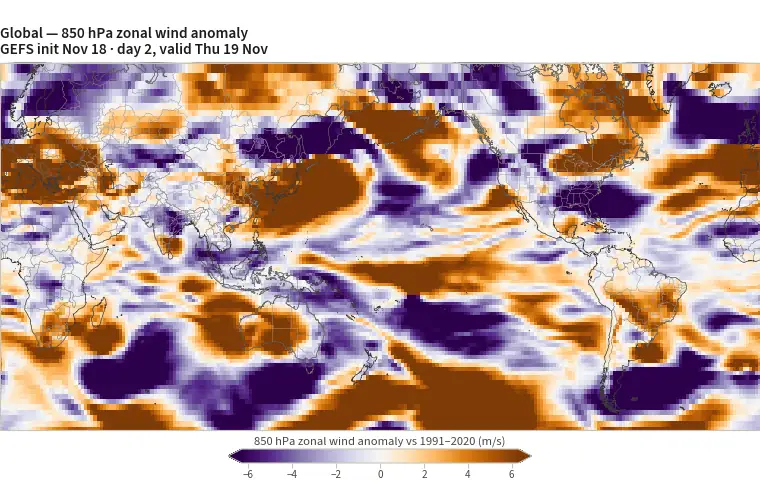 Global — 850 hPa zonal wind anomaly
GEFS init Nov 18 · day 2, valid Thu 19 Nov
850 hPa zonal wind anomaly vs 1991–2020 (m/s)
−6 −4 −2 0 2 4 6